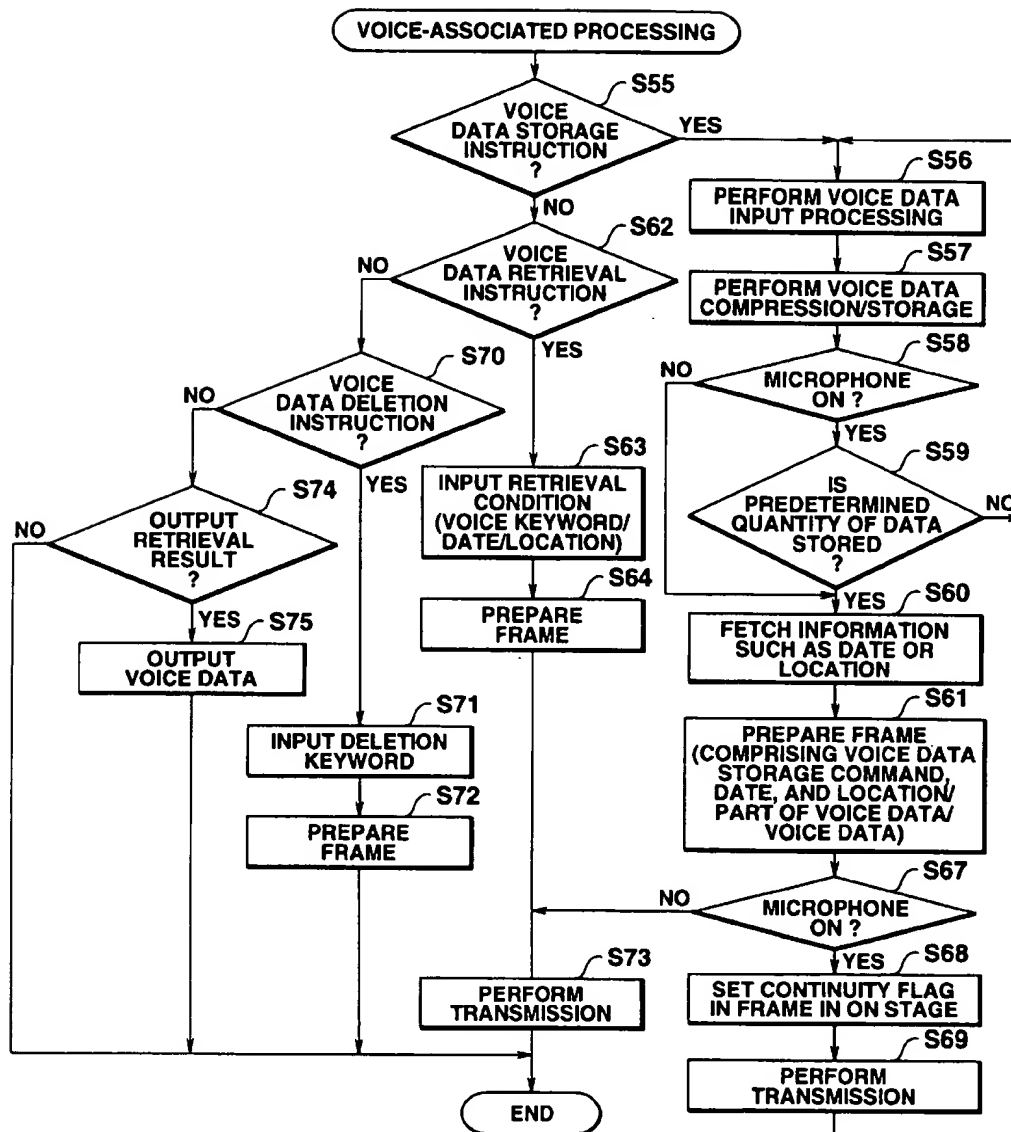 VOICE-ASSOCIATED PROCESSING
S55
VOICE
DATA STORAGE
INSTRUCTION
?
YES
NO
S56
PERFORM VOICE DATA
INPUT PROCESSING
S57
PERFORM VOICE DATA
COMPRESSION/STORAGE
S58
MICROPHONE
ON ?
NO
YES
S59
IS
PREDETERMINED
QUANTITY OF DATA
STORED
?
NO
YES
S60
FETCH INFORMATION
SUCH AS DATE OR
LOCATION
S61
PREPARE FRAME
(COMPRISING VOICE DATA
STORAGE COMMAND,
DATE, AND LOCATION/
PART OF VOICE DATA/
VOICE DATA)
S67
MICROPHONE
ON ?
NO
YES
S68
SET CONTINUITY FLAG
IN FRAME IN ON STAGE
S69
PERFORM
TRANSMISSION
S62
VOICE
DATA RETRIEVAL
INSTRUCTION
?
NO
YES
S63
INPUT RETRIEVAL
CONDITION
(VOICE KEYWORD/
DATE/LOCATION)
S64
PREPARE
FRAME
S73
PERFORM
TRANSMISSION
S70
VOICE
DATA DELETION
INSTRUCTION
?
NO
YES
S71
INPUT DELETION
KEYWORD
S72
PREPARE
FRAME
S74
OUTPUT
RETRIEVAL
RESULT
?
NO
YES
S75
OUTPUT
VOICE DATA
END